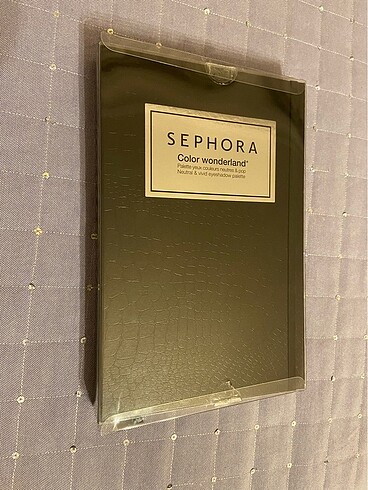 SEPHORA
Color wonderland*
Palette yeux couleurs neutres & pop
Neutral & vivid eyeshadow palette